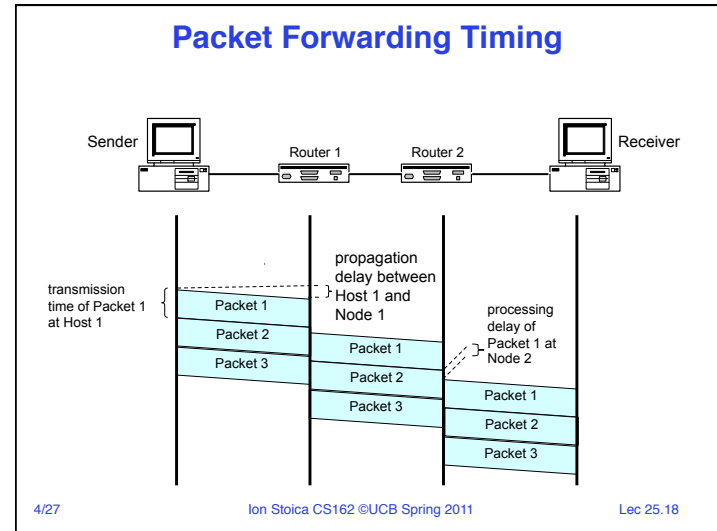 Packet Forwarding Timing
Sender
Router 1
Router 2
Receiver
transmission
time of Packet 1
at Host 1
propagation
delay between
Host 1 and
Node 1
processing
delay of
Packet 1 at
Node 2
Packet 1
Packet 2
Packet 3
Packet 1
Packet 2
Packet 3
Packet 1
Packet 2
Packet 3
4/27
Ion Stoica CS162 ©UCB Spring 2011
Lec 25.18